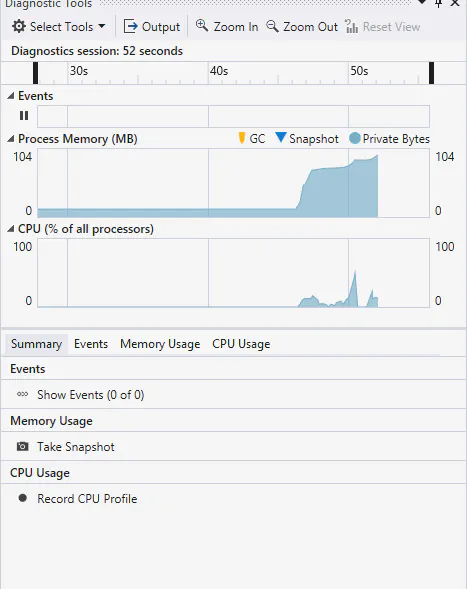 Diagnostic Tools
Select Tools Output Zoom In Zoom Out Reset View
Diagnostics session: 52 seconds
30s 40s 50s
Events
Process Memory (MB) GC Snapshot Private Bytes
104 104
0 0
CPU (% of all processors)
100 100
0 0
Summary Events Memory Usage CPU Usage
Events
Show Events (0 of 0)
Memory Usage
Take Snapshot
CPU Usage
Record CPU Profile